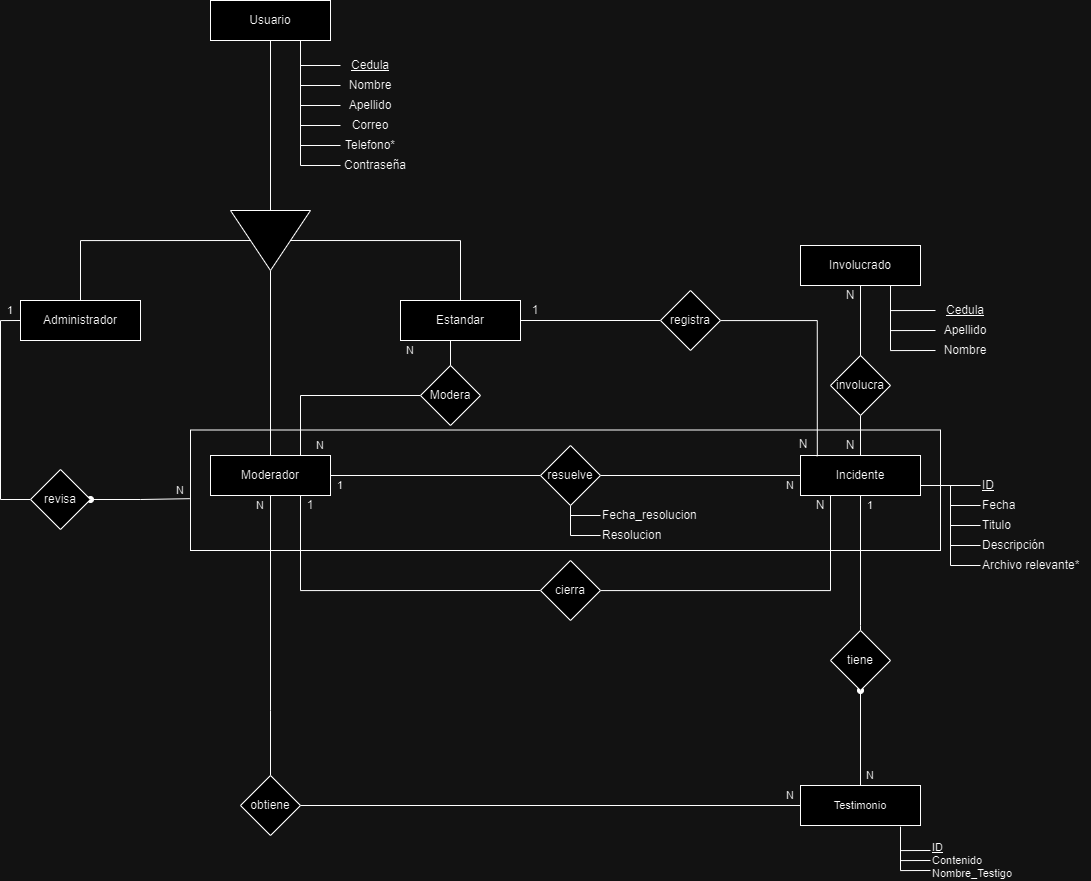 Usuario
Cedula
Nombre
Apellido
Correo
Telefono*
Contraseña
Involucrado
N
Cedula
Apellido
Nombre
1
Administrador
Estandar
1
registra
N
Modera
involucra
N
N
N
Moderador
1
resuelve
N
Incidente
ID
Fecha
Titulo
Descripción
Archivo relevante*
revisa
N
N
1
Fecha_resolucion
Resolucion
N
1
cierra
tiene
N
obtiene
N
Testimonio
ID
Contenido
Nombre_Testigo